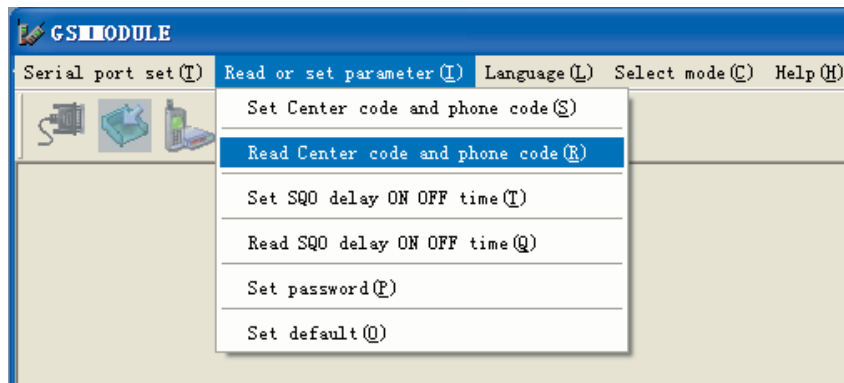 Serial port set(T) Read or set parameter(I) Language(L) Select mode(C) Help(H)
Set Center code and phone code(S)
Read Center code and phone code(R)
Set SQO delay ON OFF time(T)
Read SQO delay ON OFF time(Q)
Set password(P)
Set default(O)